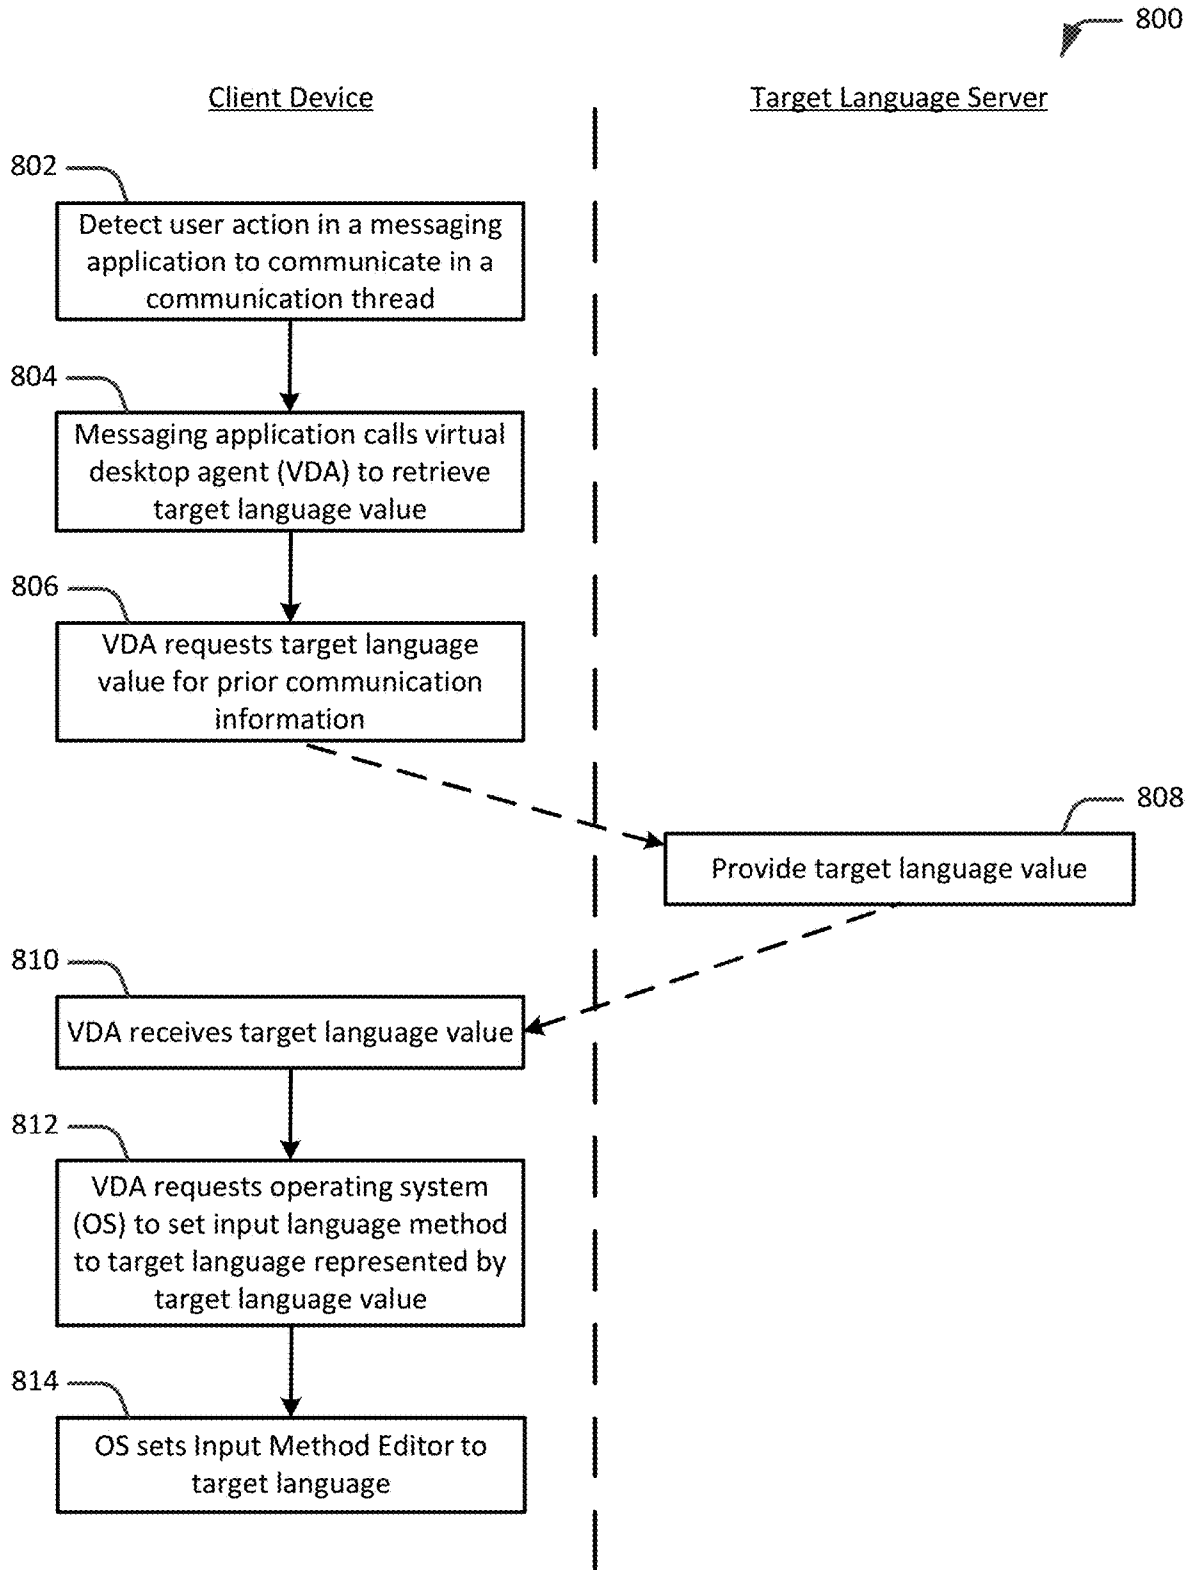 800
Client Device
Target Language Server
802
Detect user action in a messaging
application to communicate in a
communication thread
804
Messaging application calls virtual
desktop agent (VDA) to retrieve
target language value
806
VDA requests target language
value for prior communication
information
808
Provide target language value
810
VDA receives target language value
812
VDA requests operating system
(OS) to set input language method
to target language represented by
target language value
814
OS sets Input Method Editor to
target language